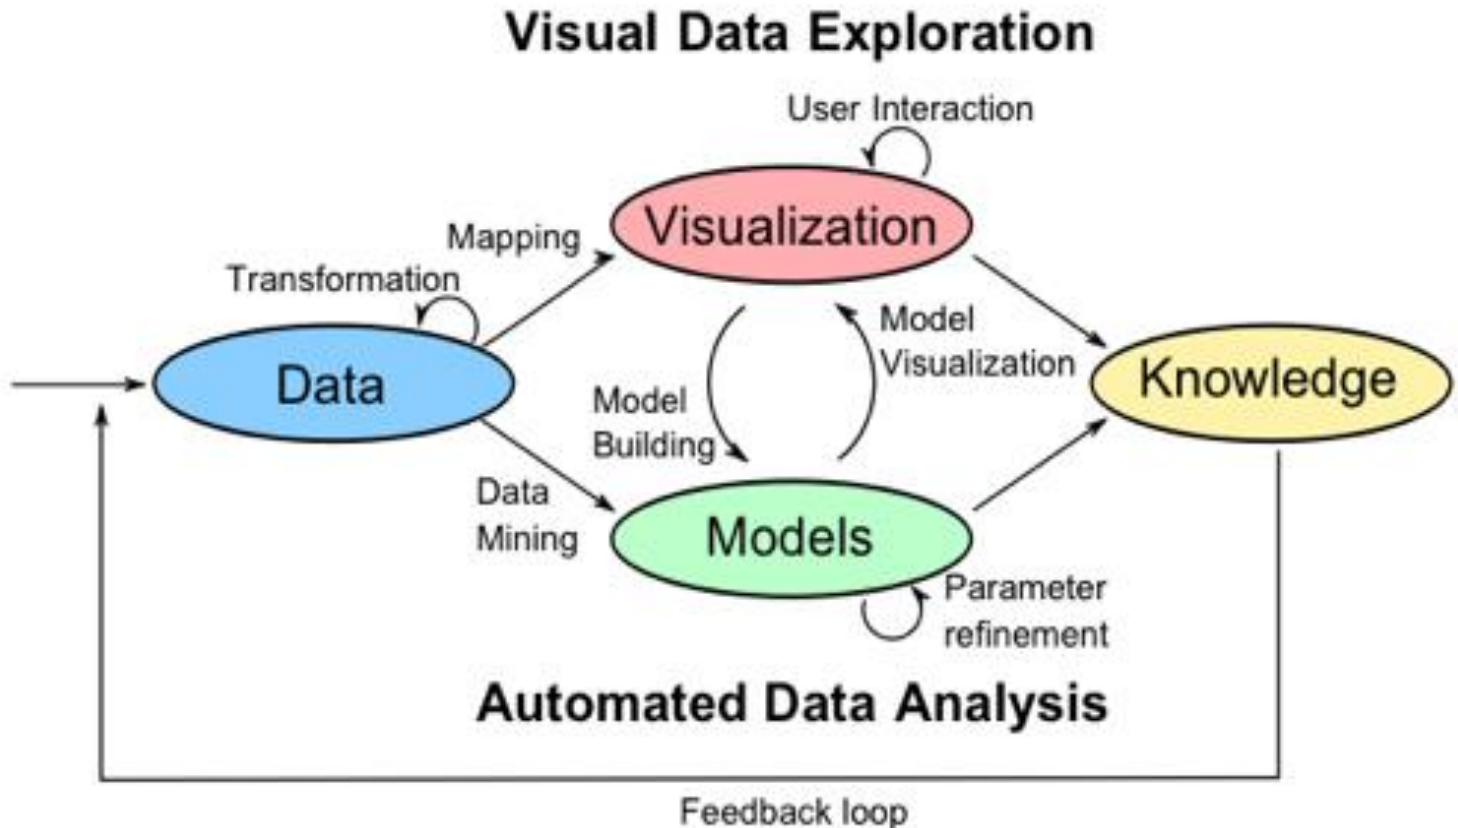 Visual Data Exploration
User Interaction
Visualization
Mapping
Transformation
Data
Model
Visualization
Knowledge
Model
Building
Data
Mining
Models
Parameter
refinement
Automated Data Analysis
Feedback loop